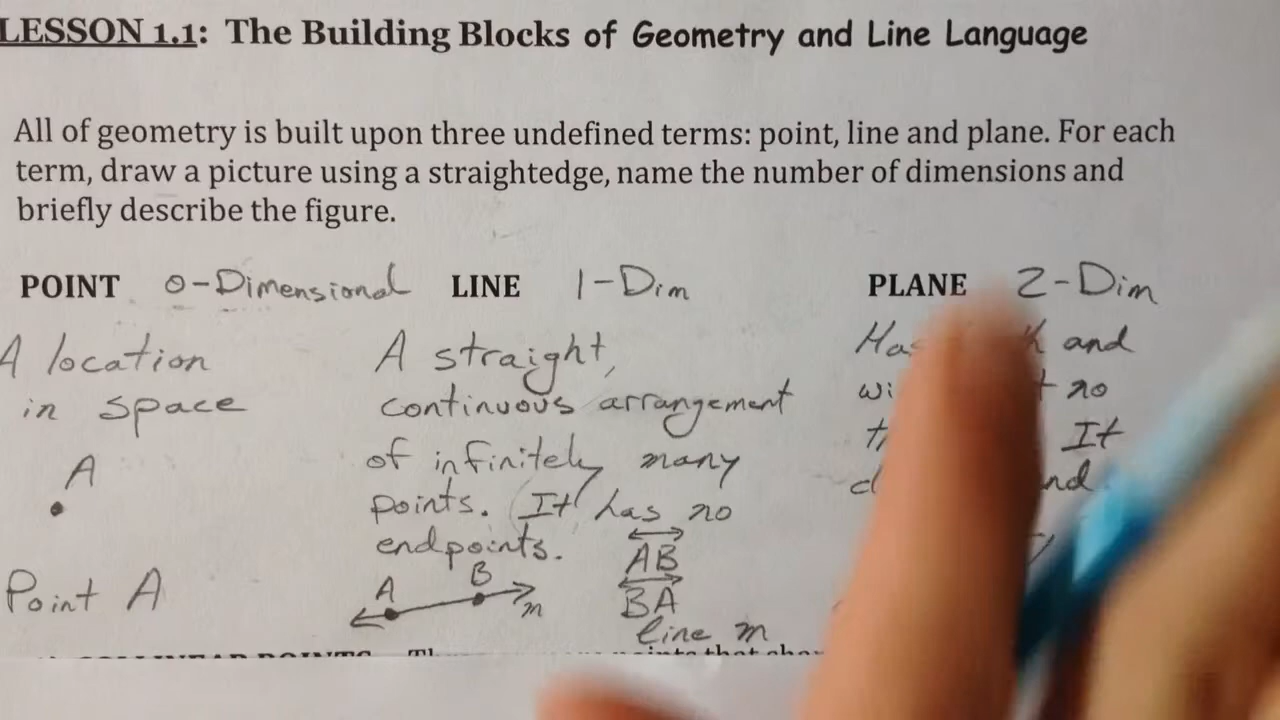 LESSON 1.1: The Building Blocks of Geometry and Line Language
All of geometry is built upon three undefined terms: point, line and plane. For each
term, draw a picture using a straightedge, name the number of dimensions and
briefly describe the figure.
POINT 0-Dimensional LINE 1-Dim PLANE 2-Dim
A location
in space
A
Point A
A straight,
continuous arrangement
of infinitely many
points. It has no
endpoints.
A B m
AB
BA
line m
and
no
It